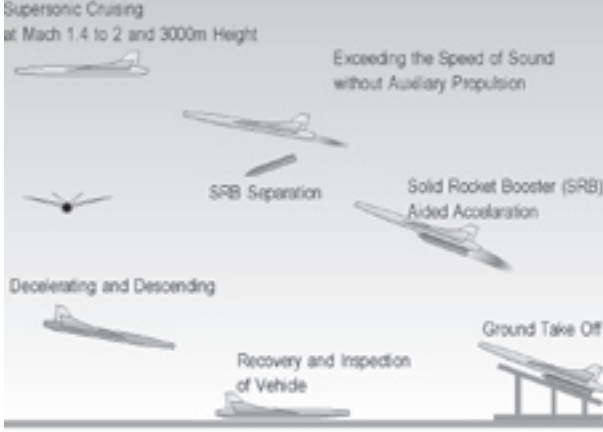 Supersonic Cruising
at Mach 1.4 to 2 and 3000m Height
Exceeding the Speed of Sound
without Auxiliary Propulsion
SRB Separation
Solid Rocket Booster (SRB)
Aided Accelaration
Decelerating and Descending
Ground Take Off
Recovery and Inspection
of Vehicle